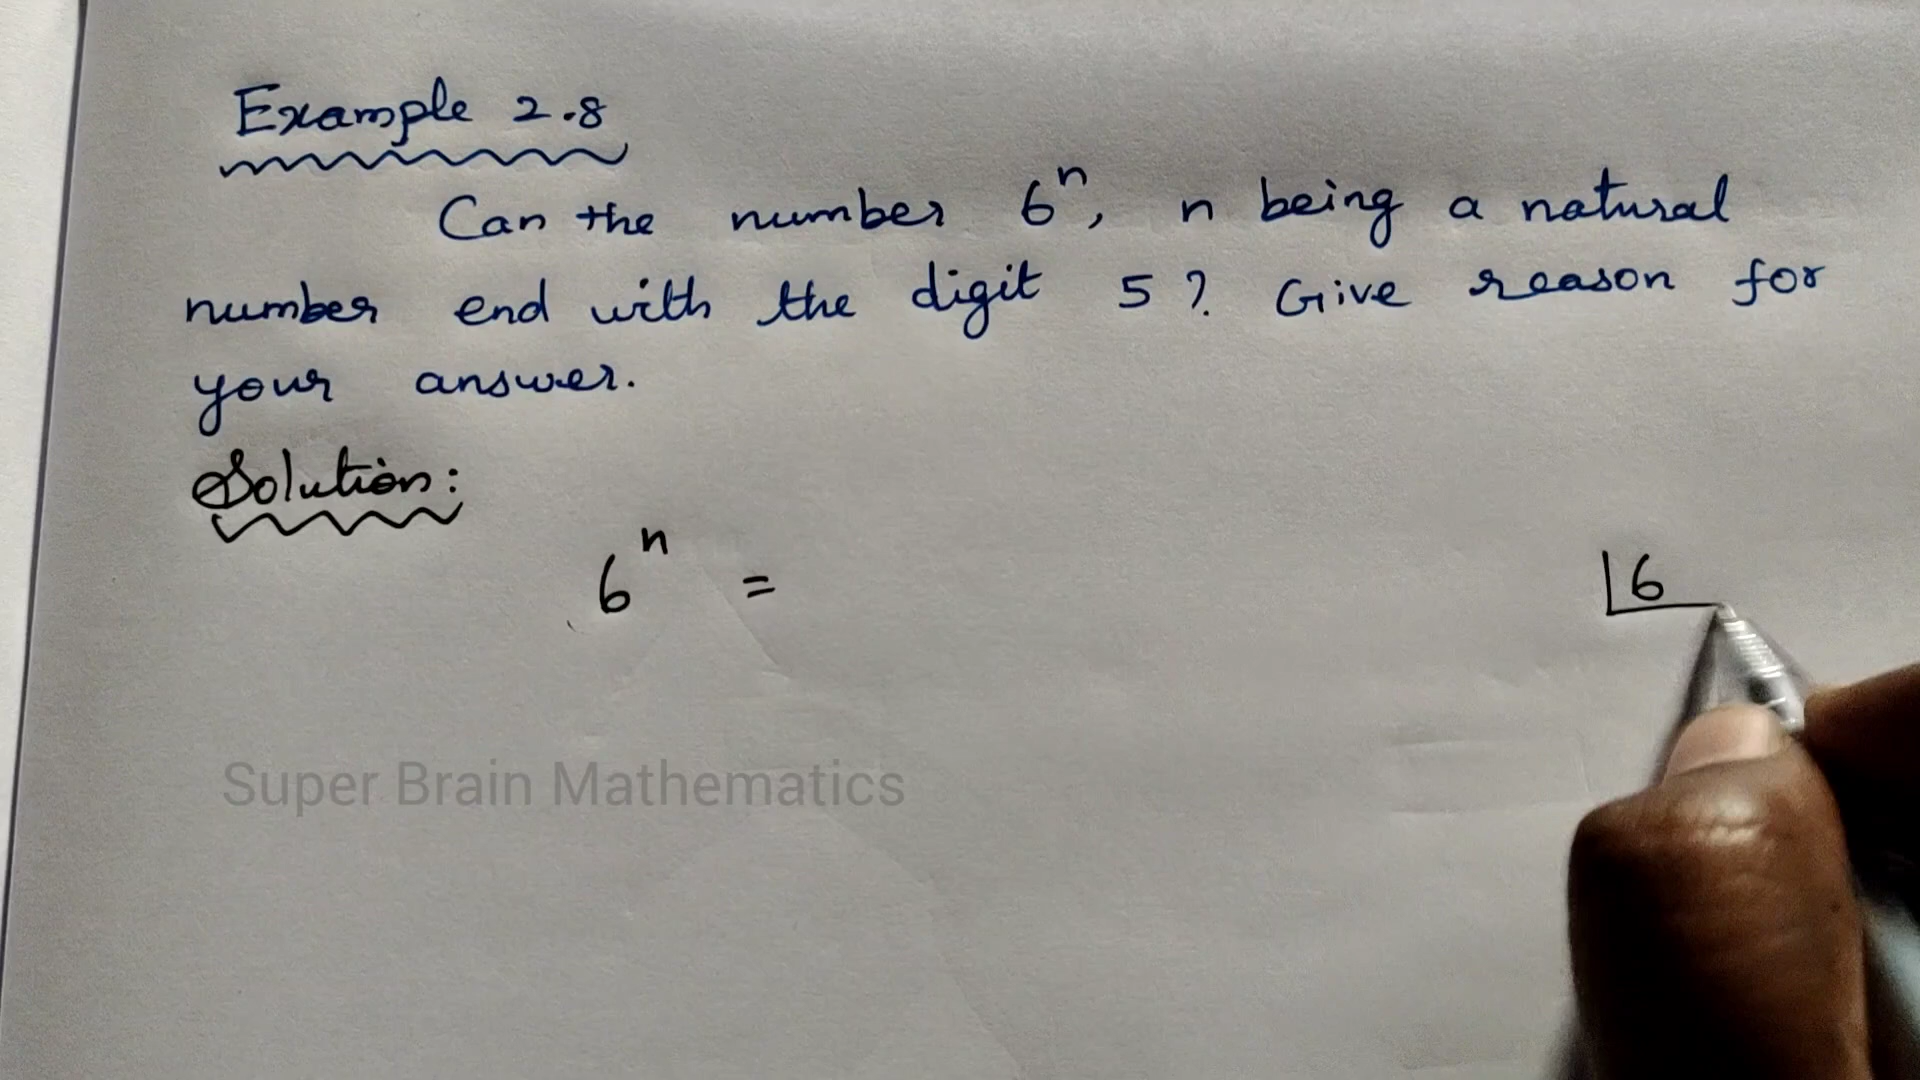 Example 2.8
Can the number 6ⁿ, n being a natural
number end with the digit 5? Give reason for
your answer.
Solution:
6ⁿ =
6
Super Brain Mathematics